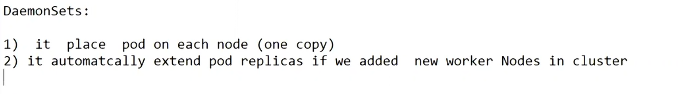 DaemonSets:
1) it place pod on each node (one copy)
2) it automatcally extend pod replicas if we added new worker Nodes in cluster